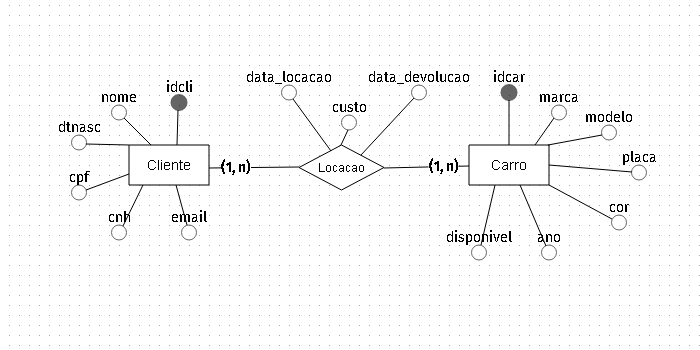 data_locacao
data_devolucao
idcar
idcli
nome
custo
marca
modelo
dtnasc
placa
Cliente
(1, n)
Locacao
(1, n)
Carro
cpf
cnh
email
cor
disponivel
ano